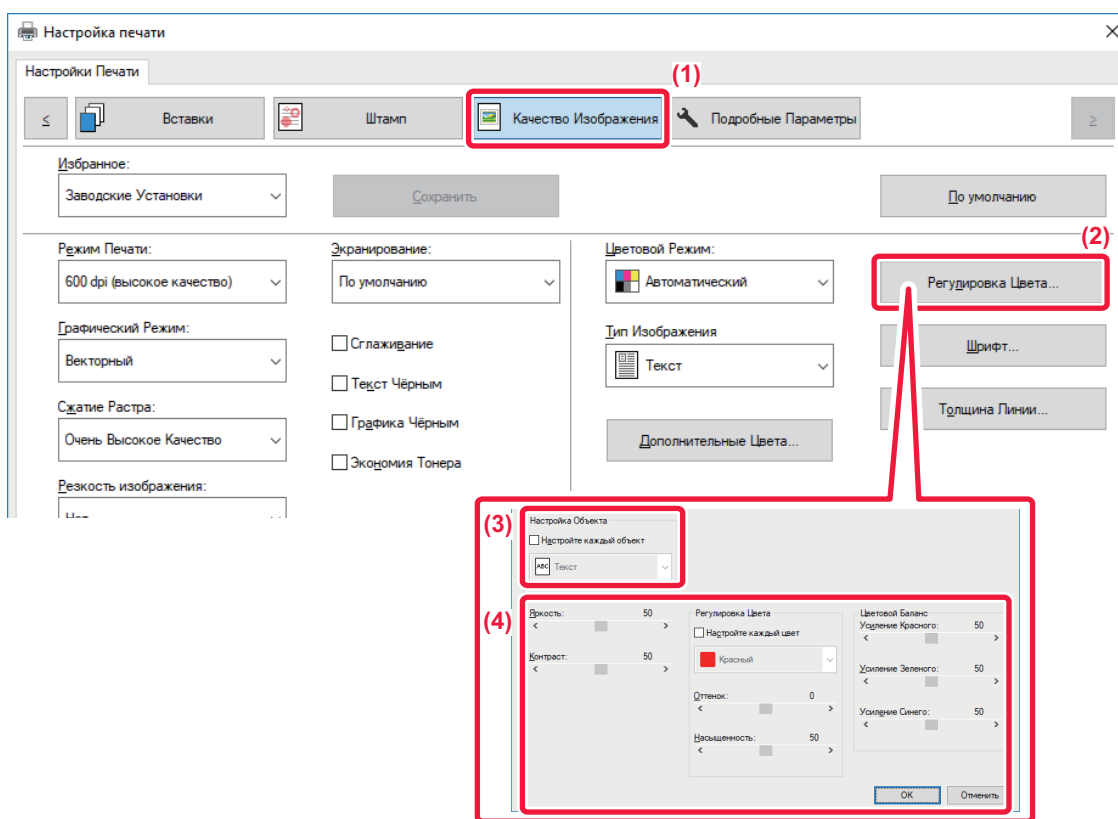 Настройка печати
Настройки Печати
(1)
<
Вставки
Штамп
Качество Изображения
Подробные Параметры
>
Избранное:
Заводские Установки
Сохранить
По умолчанию
(2)
Режим Печати:
600 dpi (высокое качество)
Экранирование:
По умолчанию
Цветовой Режим:
Автоматический
Регулировка Цвета...
Графический Режим:
Векторный
Сглаживание
Тип Изображения
Текст
Шрифт...
Текст Чёрным
Сжатие Растра:
Очень Высокое Качество
Графика Чёрным
Толщина Линии...
Дополнительные Цвета...
Экономия Тонера
Резкость изображения:
Нет
(3)
Настройка Объекта
Настройте каждый объект
ABC Текст
(4)
Яркость: 50
Контраст: 50
Регулировка Цвета
Настройте каждый цвет
Красный
Оттенок: 0
Насыщенность: 50
Цветовой Баланс
Усиление Красного: 50
Усиление Зеленого: 50
Усиление Синего: 50
OK
Отменить